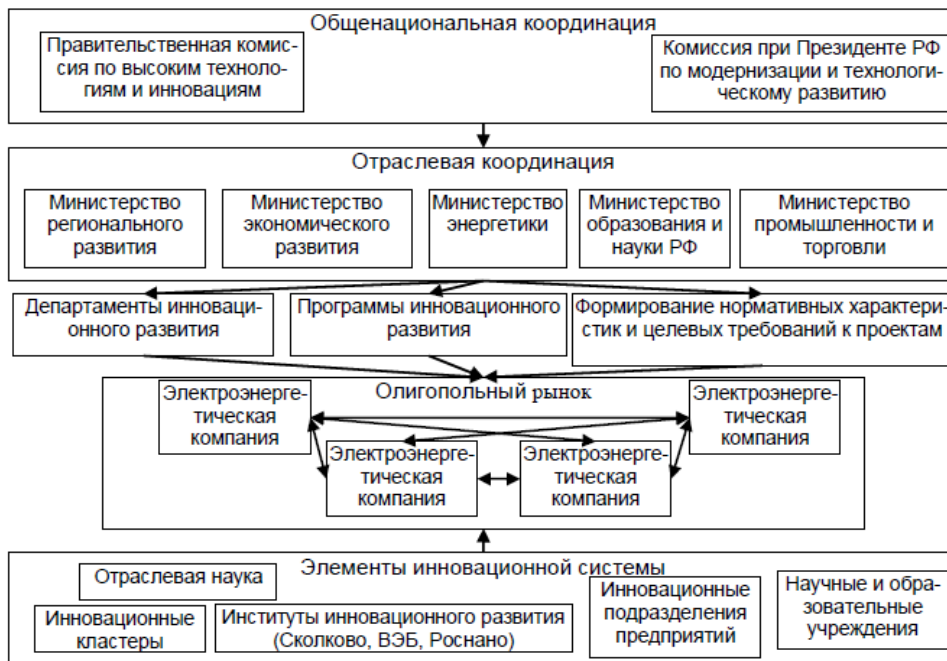 Общенациональная координация
Правительственная комис-
сия по высоким техноло-
гиям и инновациям
Комиссия при Президенте РФ
по модернизации и технологи-
ческому развитию
Отраслевая координация
Министерство
регионального
развития
Министерство
экономического
развития
Министерство
энергетики
Министерство
образования и
науки РФ
Министерство
промышленности и
торговли
Департаменты инноваци-
онного развития
Программы инновационного
развития
Формирование нормативных характери-
стик и целевых требований к проектам
Олигопольный рынок
Электроэнерге-
тическая
компания
Электроэнерге-
тическая
компания
Электроэнерге-
тическая
компания
Электроэнерге-
тическая
компания
Элементы инновационной системы
Отраслевая наука
Инновационные
кластеры
Институты инновационного развития
(Сколково, ВЭБ, Роснано)
Инновационные
подразделения
предприятий
Научные и обра-
зовательные
учреждения